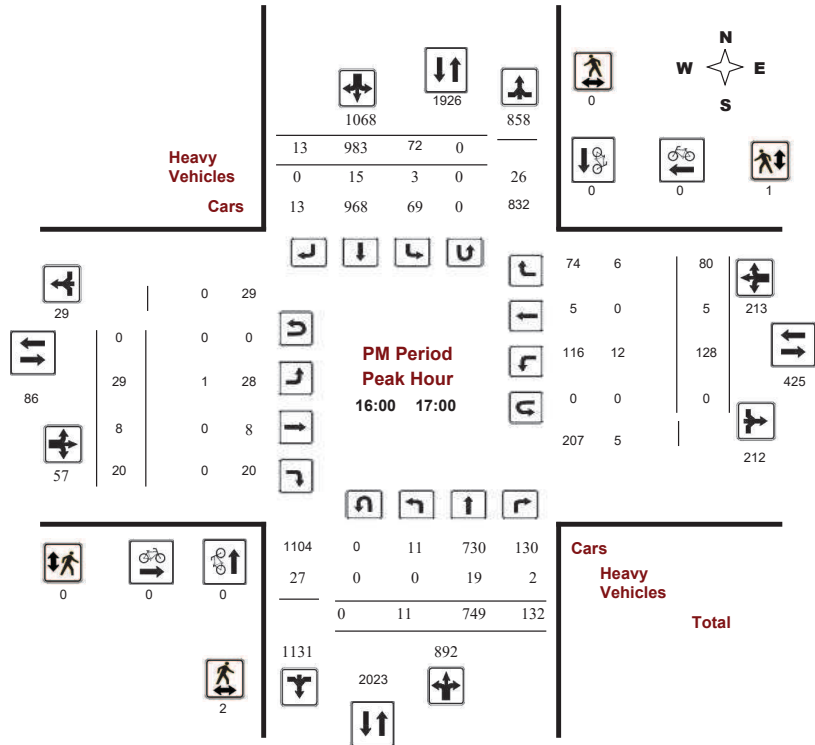 N
W E
S
1926
0
1068 858
13 983 72 0
Heavy
Vehicles
0 15 3 0 26
0 0 1
Cars
13 968 69 0 832
74 6 80
0 29
29
5 0 5 213
0 0 0
PM Period
116 12 128
Peak Hour
86 29 1 28
425
16:00 17:00
0 0 0
8 0 8
207 5
212
57 20 0 20
1104 0 11 730 130
Cars
27 0 0 19 2
Heavy
Vehicles
0 0 0
0 11 749 132
Total
1131 892
2023
2